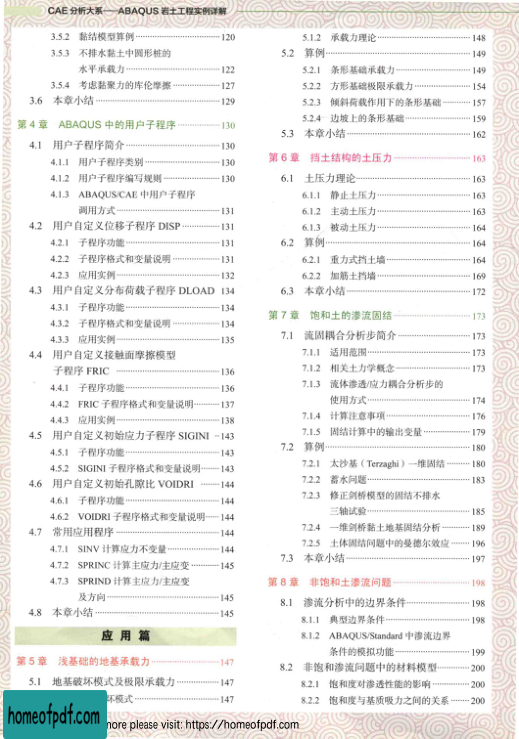 CAE 分析大系——ABAQUS 岩土工程实例详解
3.5.2 黏结模型算例 120
3.5.3 不排水黏土中圆形桩的
水平承载力 122
3.5.4 考虑黏聚力的库伦摩擦 127
3.6 本章小结 129
第 4 章 ABAQUS 中的用户子程序 130
4.1 用户子程序简介 130
4.1.1 用户子程序类别 130
4.1.2 用户子程序编写规则 130
4.1.3 ABAQUS/CAE 中用户子程序
调用方式 131
4.2 用户自定义位移子程序 DISP 131
4.2.1 子程序功能 131
4.2.2 子程序格式和变量说明 131
4.2.3 应用实例 132
4.3 用户自定义分布荷载子程序 DLOAD 134
4.3.1 子程序功能 134
4.3.2 子程序格式和变量说明 134
4.3.3 应用实例 135
4.4 用户自定义接触面摩擦模型
子程序 FRIC 136
4.4.1 子程序功能 136
4.4.2 FRIC 子程序格式和变量说明 137
4.4.3 应用实例 138
4.5 用户自定义初始应力子程序 SIGINI 143
4.5.1 子程序功能 143
4.5.2 SIGINI 子程序格式和变量说明 143
4.6 用户自定义初始孔隙比 VOIDRI 144
4.6.1 子程序功能 144
4.6.2 VOIDRI 子程序格式和变量说明 144
4.7 常用应用程序 144
4.7.1 SINV 计算应力不变量 144
4.7.2 SPRINC 计算主应力/主应变 145
4.7.3 SPRIND 计算主应力/主应变
及方向 145
4.8 本章小结 145
应 用 篇
第 5 章 浅基础的地基承载力 147
5.1 地基破坏模式及极限承载力 147
坏模式 147
5.1.2 承载力理论 148
5.2 算例 149
5.2.1 条形基础承载力 149
5.2.2 方形基础极限承载力 154
5.2.3 倾斜荷载作用下的条形基础 157
5.2.4 边坡上的条形基础 159
5.3 本章小结 162
第 6 章 挡土结构的土压力 163
6.1 土压力理论 163
6.1.1 静止土压力 163
6.1.2 主动土压力 163
6.1.3 被动土压力 164
6.2 算例 164
6.2.1 重力式挡土墙 164
6.2.2 加筋土挡墙 169
6.3 本章小结 172
第 7 章 饱和土的渗流固结 173
7.1 流固耦合分析步简介 173
7.1.1 适用范围 173
7.1.2 相关土力学概念 173
7.1.3 流体渗透/应力耦合分析步的
使用方式 174
7.1.4 计算注意事项 176
7.1.5 固结计算中的输出变量 179
7.2 算例 180
7.2.1 太沙基（Terzaghi）一维固结 180
7.2.2 蓄水问题 183
7.2.3 修正剑桥模型的固结不排水
三轴试验 185
7.2.4 一维剑桥黏土地基固结分析 189
7.2.5 土体固结问题中的曼德尔效应 196
7.3 本章小结 197
第 8 章 非饱和土渗流问题 198
8.1 渗流分析中的边界条件 198
8.1.1 典型边界条件 198
8.1.2 ABAQUS/Standard 中渗流边界
条件的模拟功能 199
8.2 非饱和渗流问题中的材料模型 200
8.2.1 饱和度对渗透性能的影响 200
8.2.2 饱和度与基质吸力之间的关系 200
homeofpdf.com
more please visit: https://homeofpdf.com